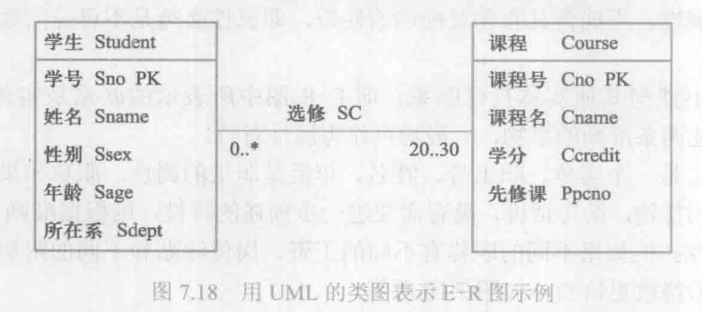 学生 Student
学号 Sno PK
姓名 Sname
性别 Ssex
年龄 Sage
所在系 Sdept
选修 SC
0..*
20..30
课程 Course
课程号 Cno PK
课程名 Cname
学分 Ccredit
先修课 Ppcno
图 7.18 用 UML 的类图表示 E-R 图示例